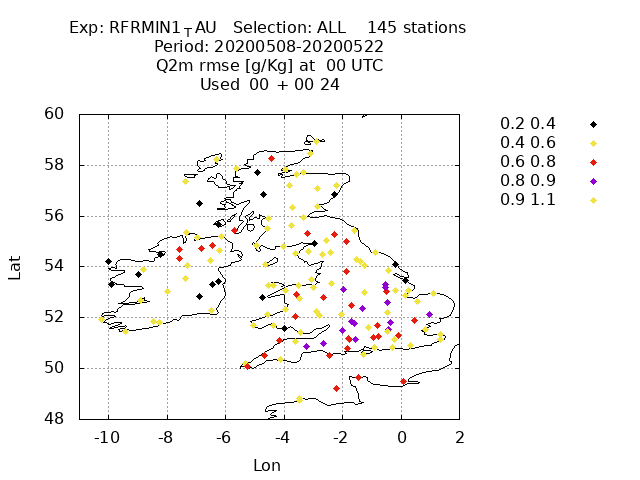 Exp: RFRMIN1_TAU Selection: ALL 145 stations
Period: 20200508-20200522
Q2m rmse [g/Kg] at 00 UTC
Used 00 + 00 24
60
58
56
54
52
50
48
Lat
-10 -8 -6 -4 -2 0 2
Lon
0.2 0.4
0.4 0.6
0.6 0.8
0.8 0.9
0.9 1.1